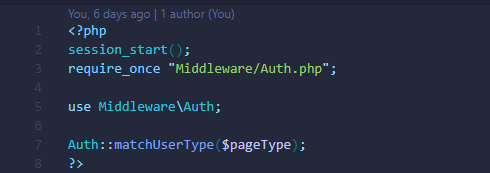 You, 6 days ago | 1 author (You)
1 <?php
2 session_start();
3 require_once "Middleware/Auth.php";
4
5 use Middleware\Auth;
6
7 Auth::matchUserType($pageType);
8 ?>